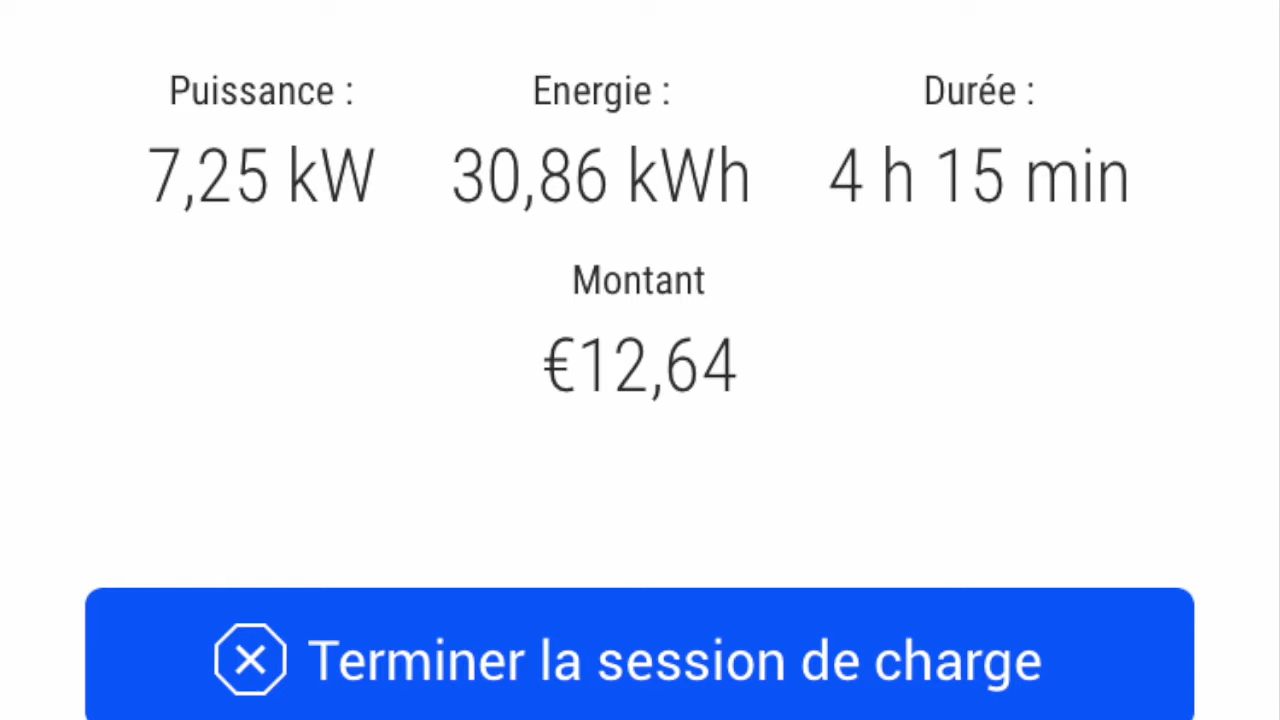 Puissance : Energie : Durée :
7,25 kW 30,86 kWh 4 h 15 min
Montant
€12,64
Terminer la session de charge